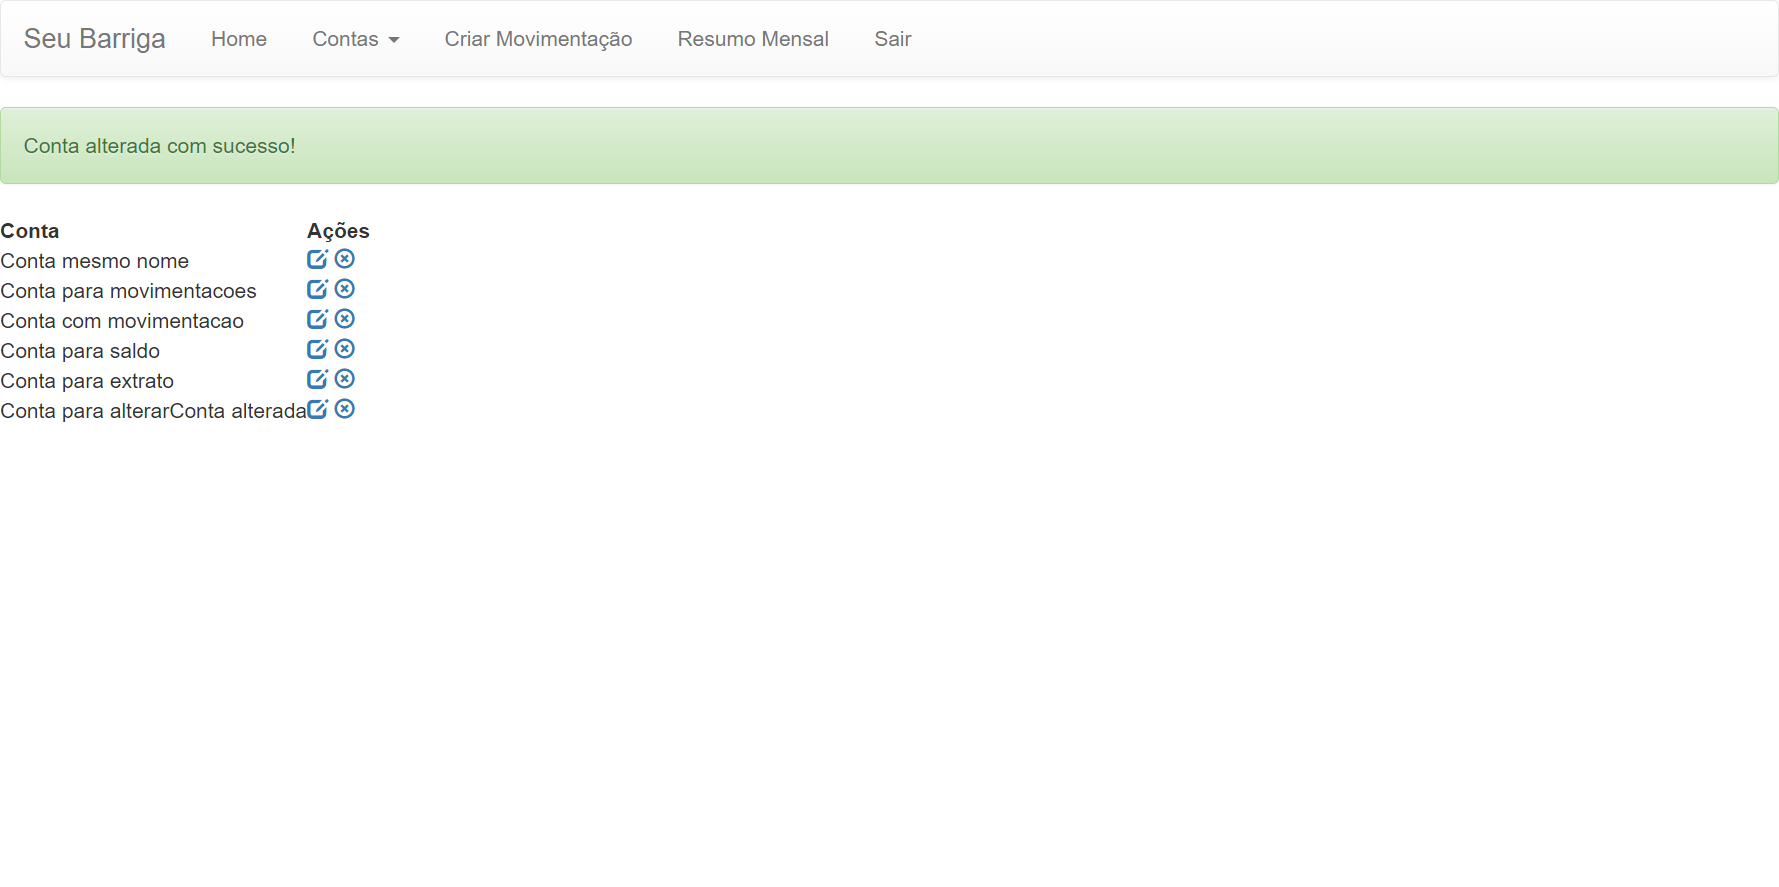 Seu Barriga Home Contas Criar Movimentação Resumo Mensal Sair
Conta alterada com sucesso!
Conta Ações
Conta mesmo nome
Conta para movimentacoes
Conta com movimentacao
Conta para saldo
Conta para extrato
Conta para alterarConta alterada